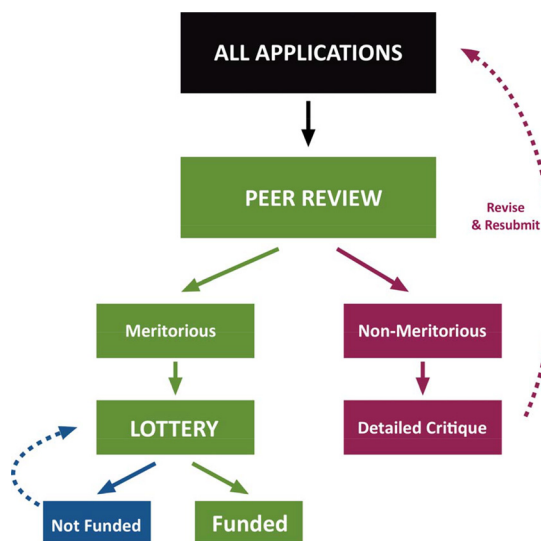 ALL APPLICATIONS
PEER REVIEW
Revise
& Resubmit
Meritorious
Non-Meritorious
LOTTERY
Detailed Critique
Not Funded
Funded